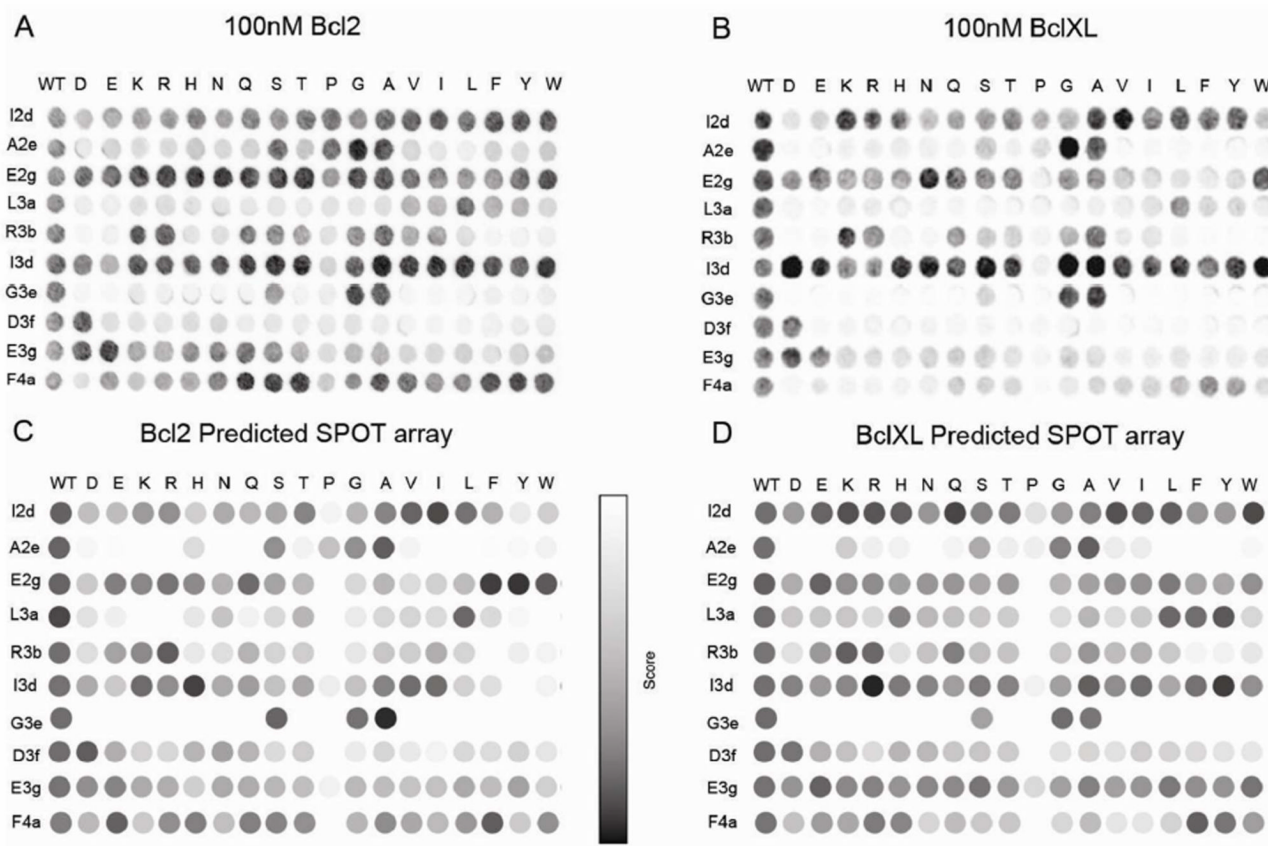 A
100nM Bcl2
WT D E K R H N Q S T P G A V I L F Y W
I2d
A2e
E2g
L3a
R3b
I3d
G3e
D3f
E3g
F4a
B
100nM BclXL
WT D E K R H N Q S T P G A V I L F Y W
I2d
A2e
E2g
L3a
R3b
I3d
G3e
D3f
E3g
F4a
C
Bcl2 Predicted SPOT array
WT D E K R H N Q S T P G A V I L F Y W
I2d
A2e
E2g
L3a
R3b
I3d
G3e
D3f
E3g
F4a
Score
D
BclXL Predicted SPOT array
WT D E K R H N Q S T P G A V I L F Y W
I2d
A2e
E2g
L3a
R3b
I3d
G3e
D3f
E3g
F4a